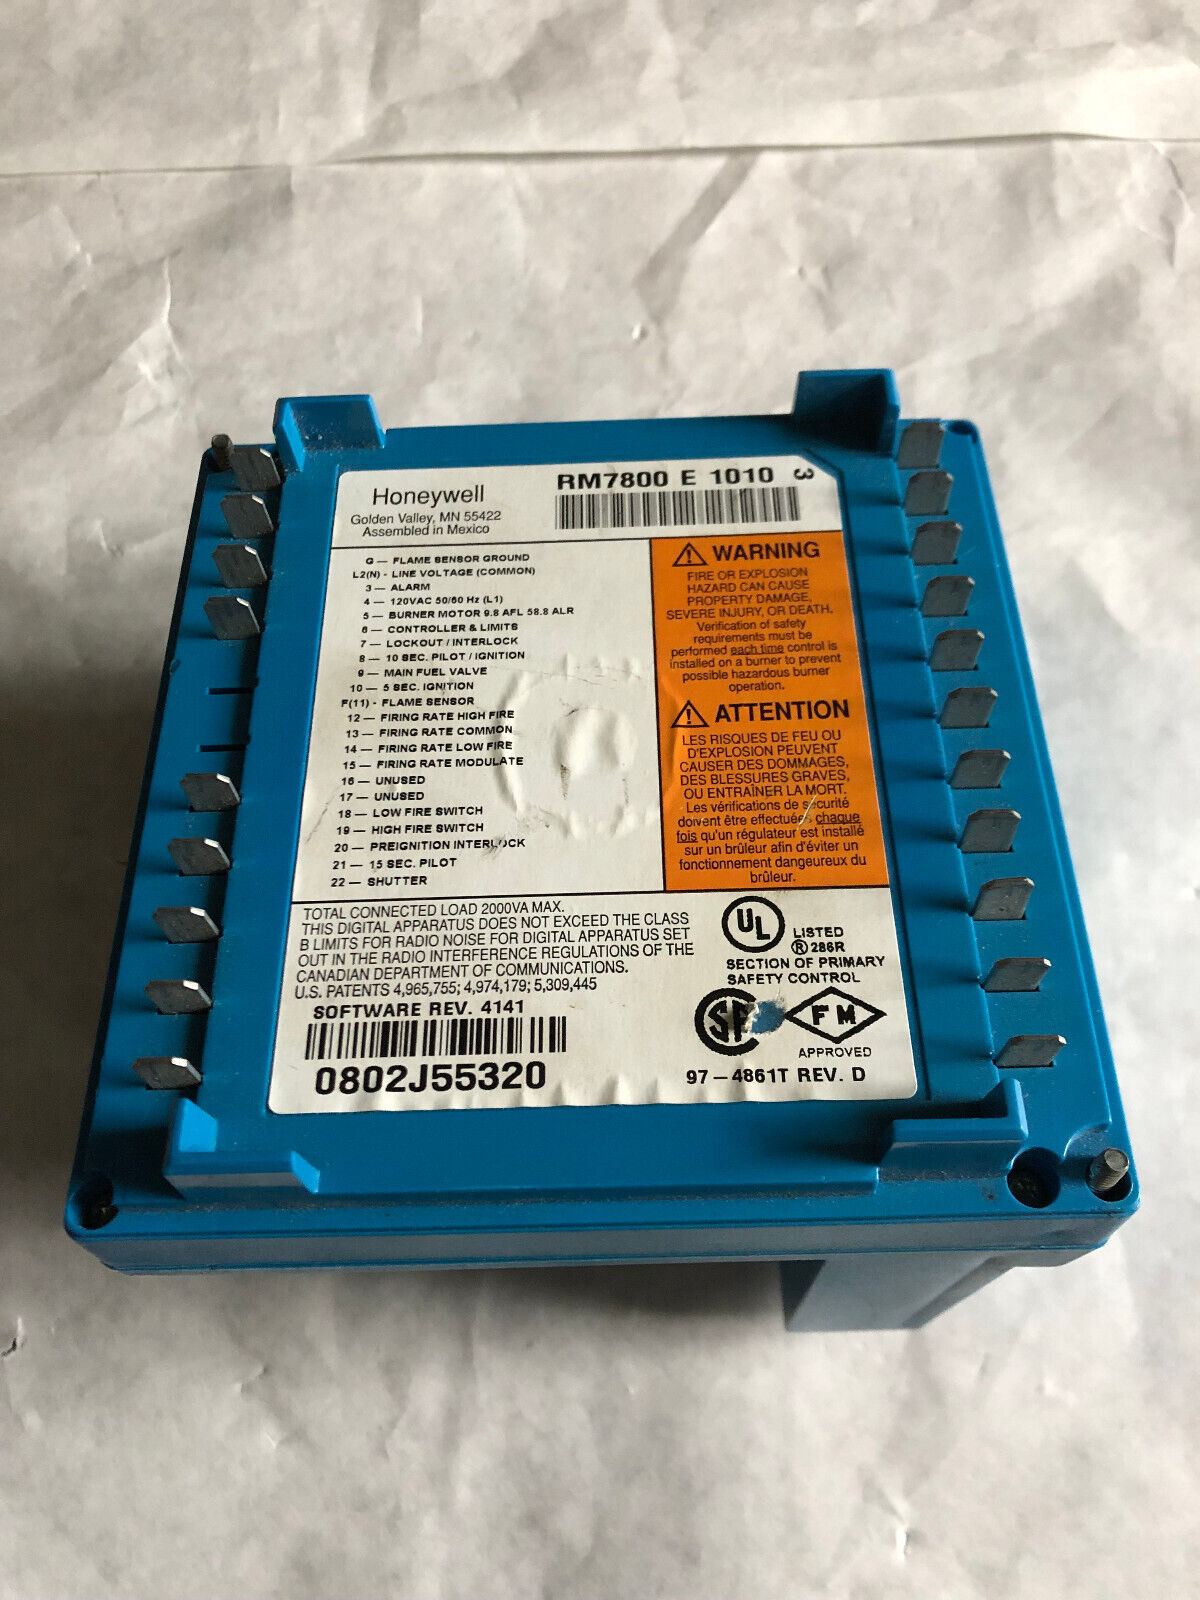 Honeywell
Golden Valley, MN 55422
Assembled in Mexico
RM7800 E 1010 3
G — FLAME SENSOR GROUND
L2(N) - LINE VOLTAGE (COMMON)
3 — ALARM
4 — 120VAC 50/60 Hz (L1)
5 — BURNER MOTOR 9.8 AFL 58.8 ALR
6 — CONTROLLER & LIMITS
7 — LOCKOUT / INTERLOCK
8 — 10 SEC. PILOT / IGNITION
9 — MAIN FUEL VALVE
10 — 5 SEC. IGNITION
F(11) - FLAME SENSOR
12 — FIRING RATE HIGH FIRE
13 — FIRING RATE COMMON
14 — FIRING RATE LOW FIRE
15 — FIRING RATE MODULATE
16 — UNUSED
17 — UNUSED
18 — LOW FIRE SWITCH
19 — HIGH FIRE SWITCH
20 — PREIGNITION INTERLOCK
21 — 15 SEC. PILOT
22 — SHUTTER
WARNING
FIRE OR EXPLOSION
HAZARD CAN CAUSE
PROPERTY DAMAGE,
SEVERE INJURY, OR DEATH.
Verification of safety
requirements must be
performed each time control is
installed on a burner to prevent
possible hazardous burner
operation.
ATTENTION
LES RISQUES DE FEU OU
D'EXPLOSION PEUVENT
CAUSER DES DOMMAGES,
DES BLESSURES GRAVES,
OU ENTRAÎNER LA MORT.
Les vérifications de sécurité
doivent être effectuées chaque
fois qu'un régulateur est installé
sur un brûleur afin d'éviter un
fonctionnement dangeureux du
brûleur.
TOTAL CONNECTED LOAD 2000VA MAX.
THIS DIGITAL APPARATUS DOES NOT EXCEED THE CLASS
B LIMITS FOR RADIO NOISE FOR DIGITAL APPARATUS SET
OUT IN THE RADIO INTERFERENCE REGULATIONS OF THE
CANADIAN DEPARTMENT OF COMMUNICATIONS.
U.S. PATENTS 4,965,755; 4,974,179; 5,309,445
SOFTWARE REV. 4141
0802J55320
UL
LISTED
® 286R
SECTION OF PRIMARY
SAFETY CONTROL
FM
APPROVED
97-4861T REV. D